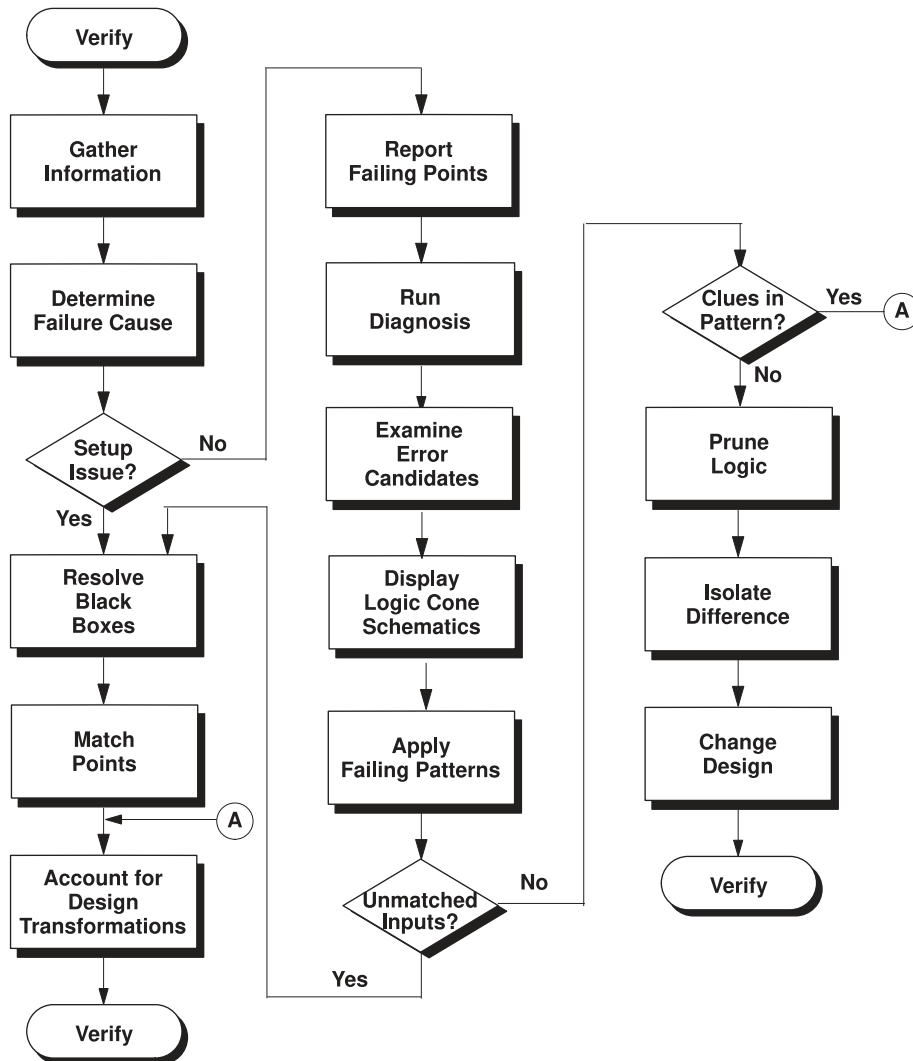 Verify
Gather
Information
Determine
Failure Cause
Setup
Issue?
No
Yes
Resolve
Black
Boxes
Match
Points
A
Account for
Design
Transformations
Verify
Report
Failing Points
Run
Diagnosis
Examine
Error
Candidates
Display
Logic Cone
Schematics
Apply
Failing Patterns
Unmatched
Inputs?
No
Yes
Clues in
Pattern?
Yes
A
No
Prune
Logic
Isolate
Difference
Change
Design
Verify